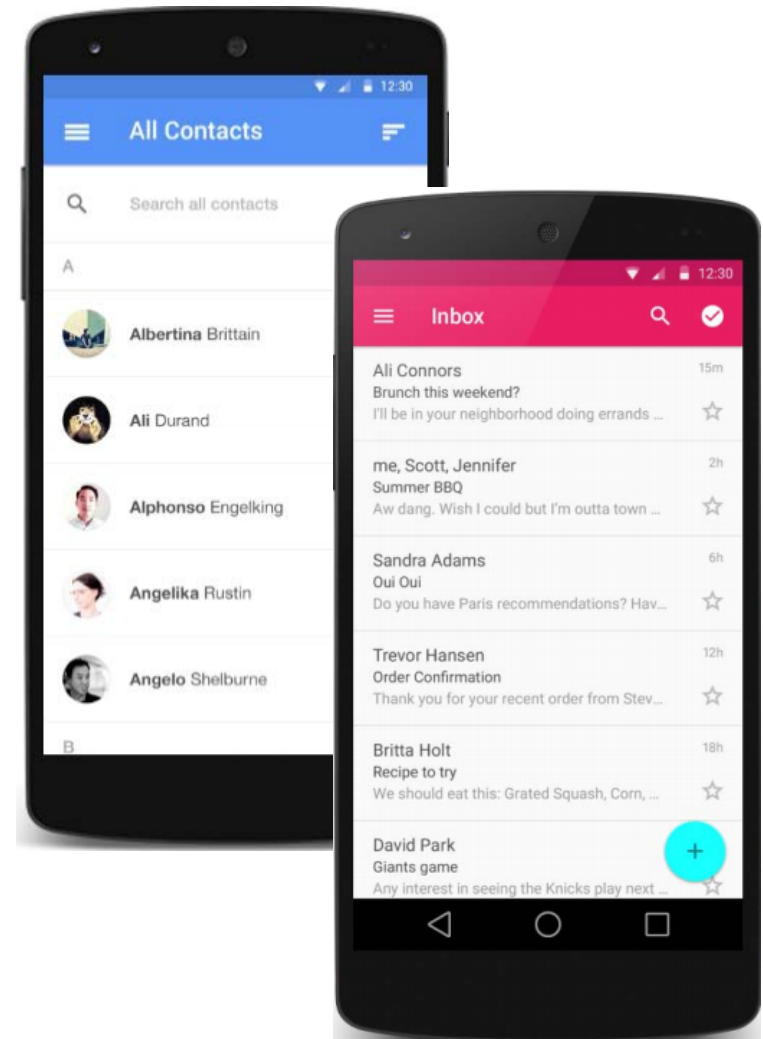 12:30
All Contacts
Search all contacts
A
Albertina Brittain
Ali Durand
Alphonso Engelking
Angelika Rustin
Angelo Shelburne
B
12:30
Inbox
Ali Connors 15m
Brunch this weekend?
I'll be in your neighborhood doing errands ...
me, Scott, Jennifer 2h
Summer BBQ
Aw dang. Wish I could but I'm outta town ...
Sandra Adams 6h
Oui Oui
Do you have Paris recommendations? Hav...
Trevor Hansen 12h
Order Confirmation
Thank you for your recent order from Stev...
Britta Holt 18h
Recipe to try
We should eat this: Grated Squash, Corn, ...
David Park
Giants game
Any interest in seeing the Knicks play next ...